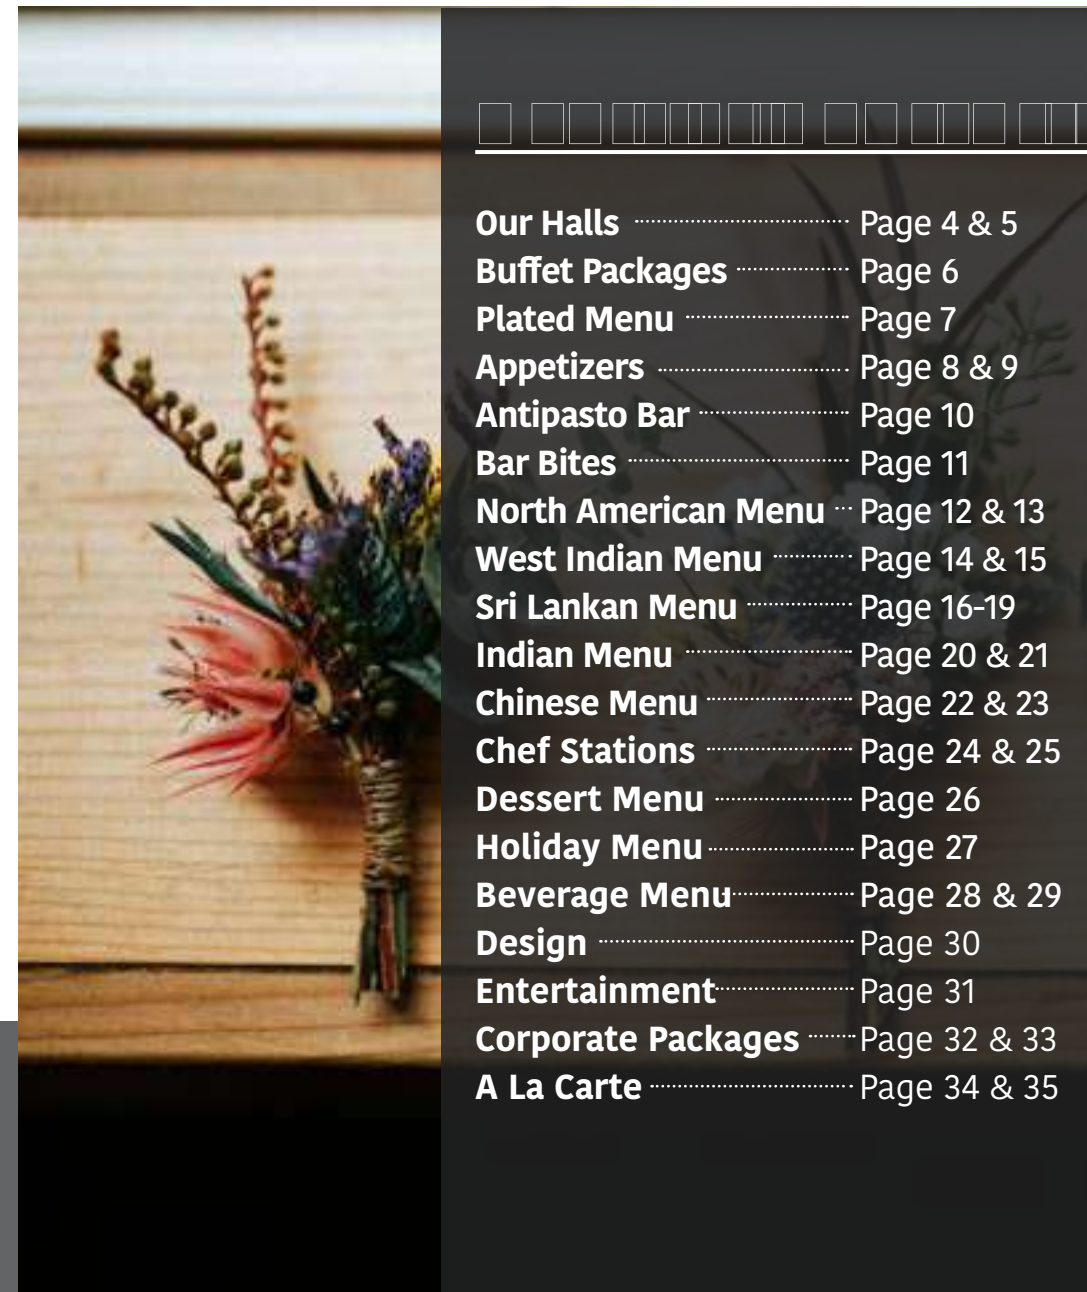 Our Halls Page 4 & 5
Buffet Packages Page 6
Plated Menu Page 7
Appetizers Page 8 & 9
Antipasto Bar Page 10
Bar Bites Page 11
North American Menu Page 12 & 13
West Indian Menu Page 14 & 15
Sri Lankan Menu Page 16-19
Indian Menu Page 20 & 21
Chinese Menu Page 22 & 23
Chef Stations Page 24 & 25
Dessert Menu Page 26
Holiday Menu Page 27
Beverage Menu Page 28 & 29
Design Page 30
Entertainment Page 31
Corporate Packages Page 32 & 33
A La Carte Page 34 & 35